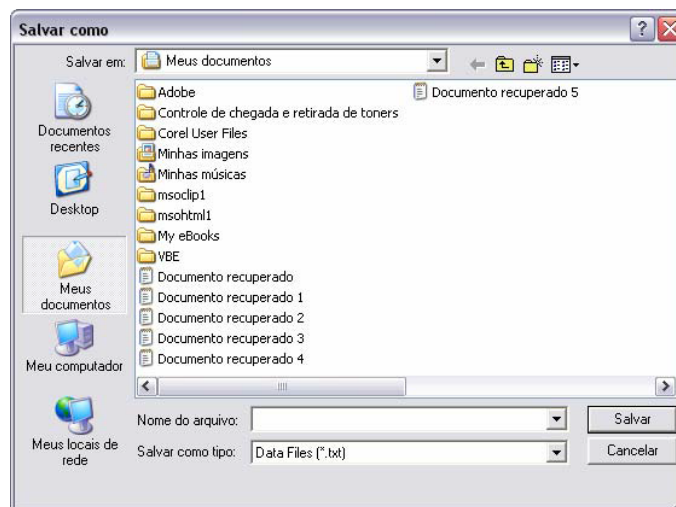 Salvar como
Salvar em:
Meus documentos
Documentos
recentes
Desktop
Meus
documentos
Meu computador
Meus locais de
rede
Adobe
Controle de chegada e retirada de toners
Corel User Files
Minhas imagens
Minhas músicas
msoclip1
msohtml1
My eBooks
VBE
Documento recuperado
Documento recuperado 1
Documento recuperado 2
Documento recuperado 3
Documento recuperado 4
Documento recuperado 5
Nome do arquivo:
Salvar
Salvar como tipo:
Data Files (*.txt)
Cancelar